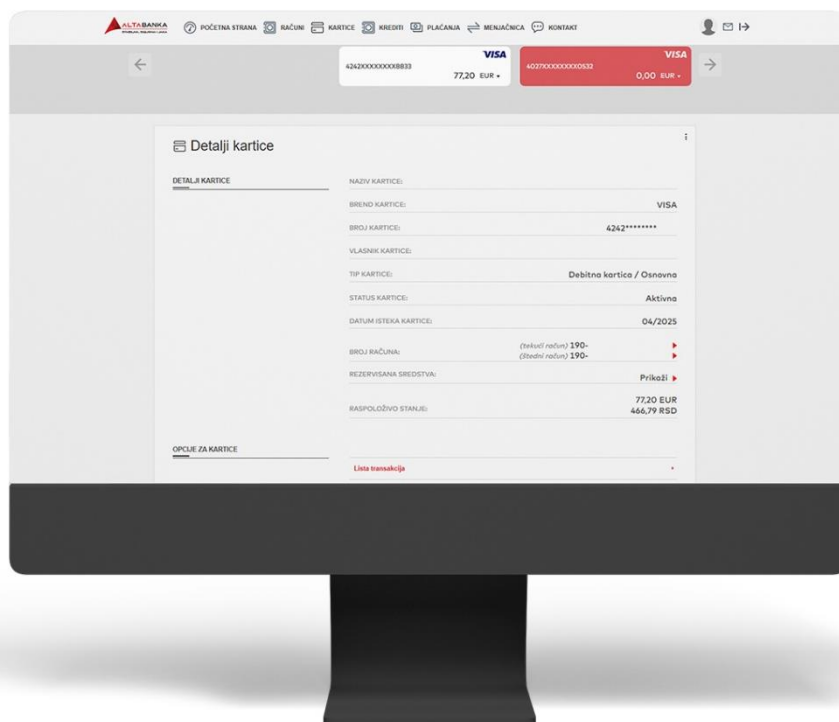 ALTABANKA
POČETNA STRANA RAČUNI KARTICE KREDITI PLAĆANJA MENJAČNICA KONTAKT
VISA
4242XXXXXXXX8833
77,20 EUR
VISA
4027XXXXXXXX0532
0,00 EUR
Detalji kartice
DETALJI KARTICE
NAZIV KARTICE:
BREND KARTICE: VISA
BROJ KARTICE: 4242********
VLASNIK KARTICE:
TIP KARTICE: Debitna kartica / Osnovna
STATUS KARTICE: Aktivna
DATUM ISTEKA KARTICE: 04/2025
BROJ RAČUNA: (tekući račun) 190-
(štedni račun) 190-
REZERVISANA SREDSTVA: Prikaži
RASPOLOŽIVO STANJE: 77,20 EUR
466,79 RSD
OPCIJE ZA KARTICE
Lista transakcija